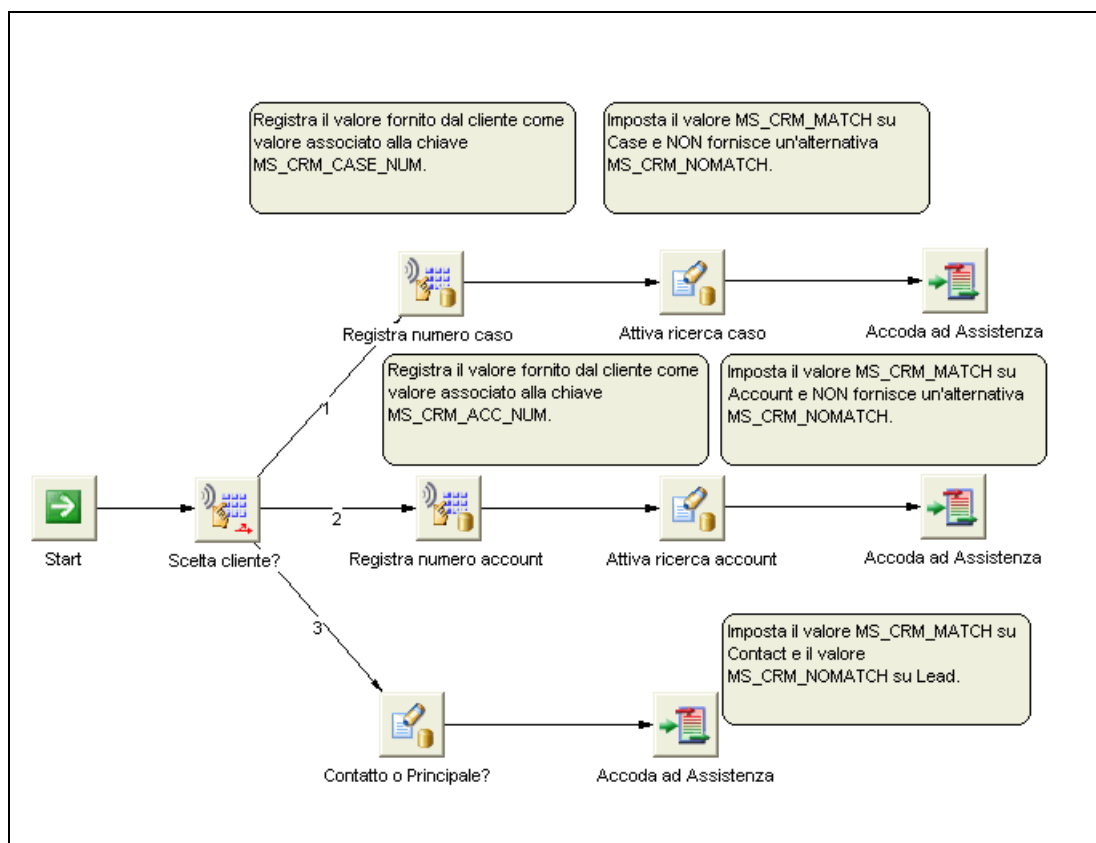 Registra il valore fornito dal cliente come
valore associato alla chiave
MS_CRM_CASE_NUM.
Imposta il valore MS_CRM_MATCH su
Case e NON fornisce un'alternativa
MS_CRM_NOMATCH.
Registra numero caso
Attiva ricerca caso
Accoda ad Assistenza
Registra il valore fornito dal cliente come
valore associato alla chiave
MS_CRM_ACC_NUM.
Imposta il valore MS_CRM_MATCH su
Account e NON fornisce un'alternativa
MS_CRM_NOMATCH.
1
2
Start
Scelta cliente?
Registra numero account
Attiva ricerca account
Accoda ad Assistenza
3
Imposta il valore MS_CRM_MATCH su
Contact e il valore
MS_CRM_NOMATCH su Lead.
Contatto o Principale?
Accoda ad Assistenza